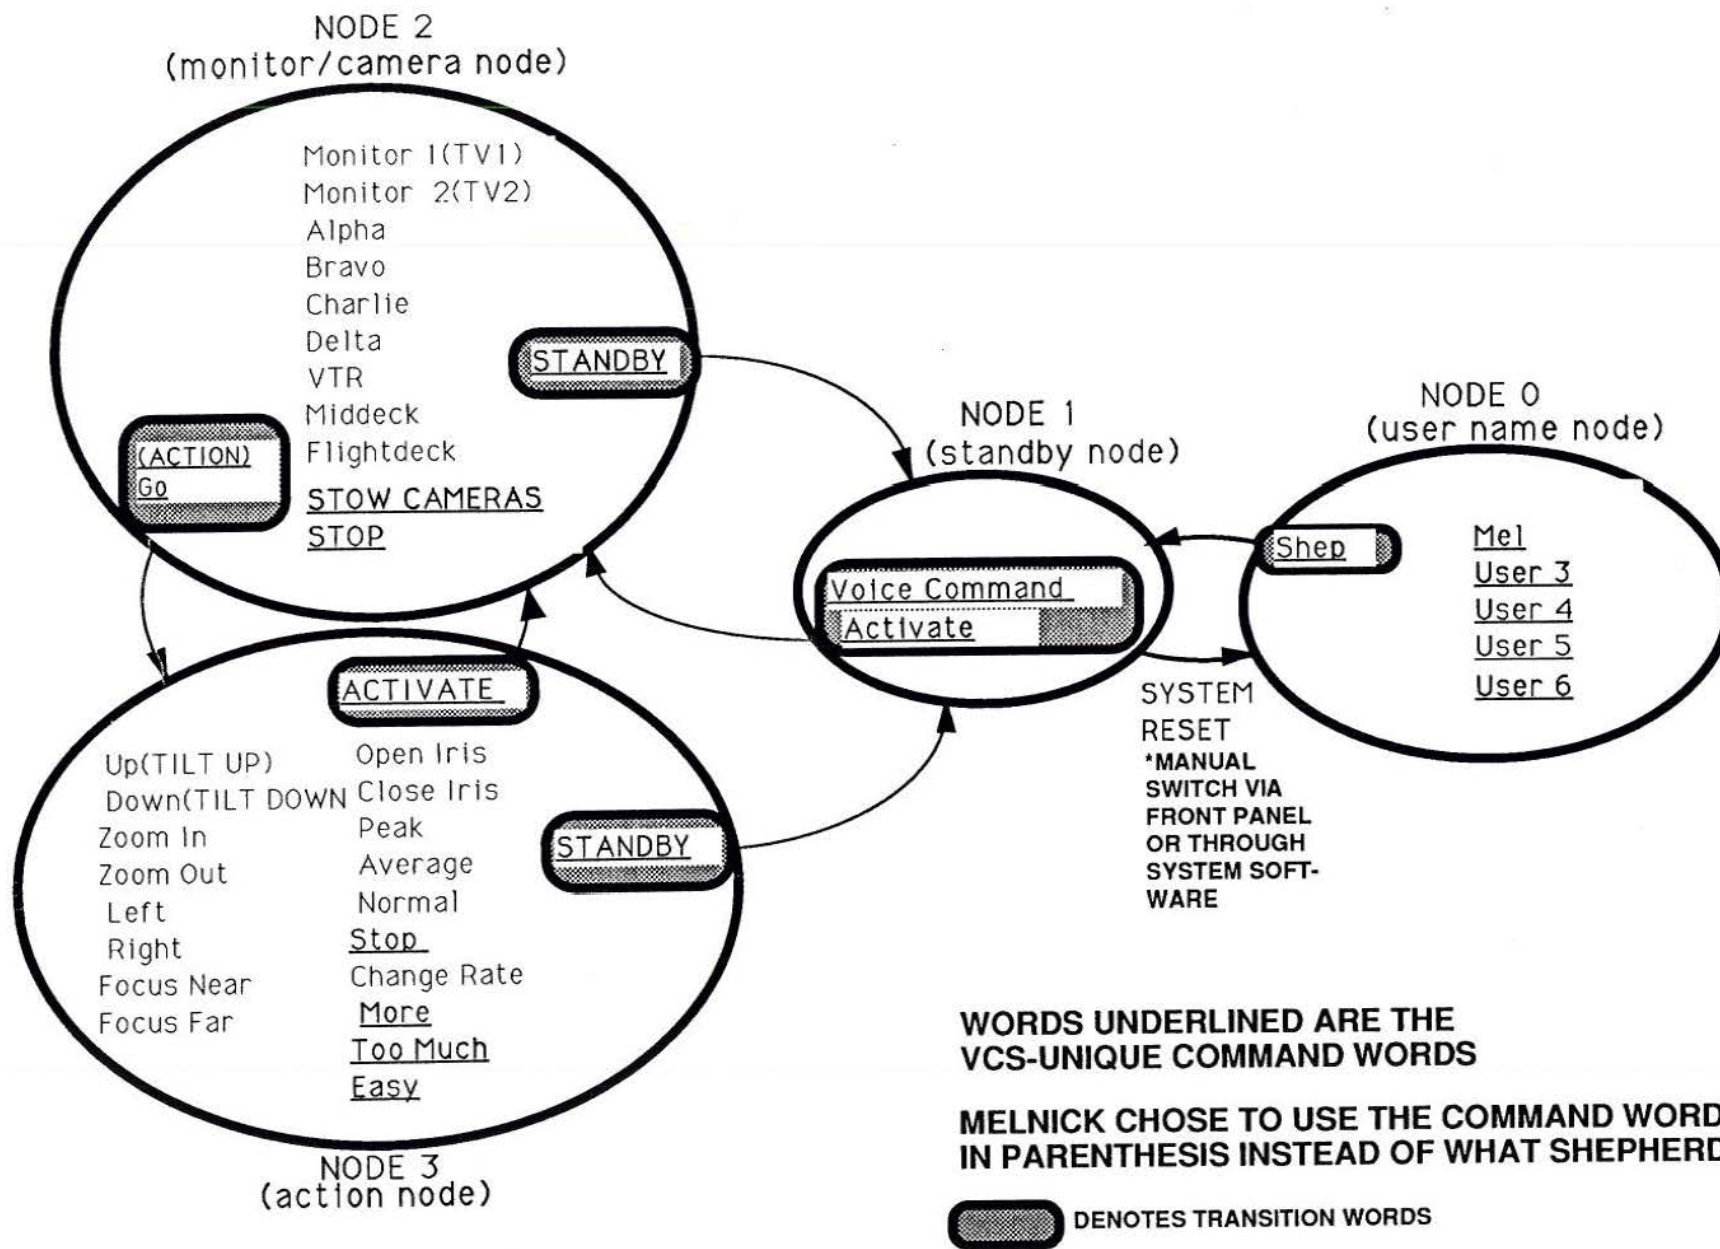 NODE 2
(monitor/camera node)
Monitor 1(TV1)
Monitor 2(TV2)
Alpha
Bravo
Charlie
Delta
VTR
Middeck
Flightdeck
STOW CAMERAS
STOP
STANDBY
(ACTION)
Go
NODE 1
(standby node)
Voice Command
Activate
NODE 0
(user name node)
Shep
Mel
User 3
User 4
User 5
User 6
SYSTEM
RESET
*MANUAL
SWITCH VIA
FRONT PANEL
OR THROUGH
SYSTEM SOFT-
WARE
ACTIVATE
Up(TILT UP)
Down(TILT DOWN
Zoom In
Zoom Out
Left
Right
Focus Near
Focus Far
Open Iris
Close Iris
Peak
Average
Normal
Stop
Change Rate
More
Too Much
Easy
STANDBY
NODE 3
(action node)
WORDS UNDERLINED ARE THE
VCS-UNIQUE COMMAND WORDS
MELNICK CHOSE TO USE THE COMMAND WORD
IN PARENTHESIS INSTEAD OF WHAT SHEPHERD
DENOTES TRANSITION WORDS